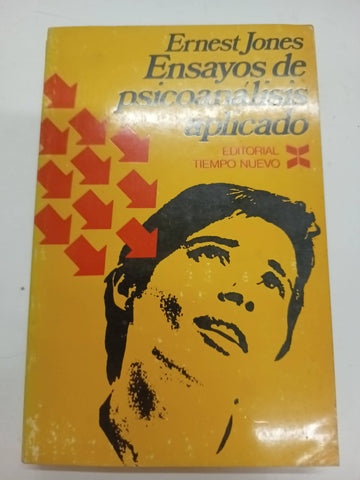 Ernest Jones
Ensayos de
psicoanálisis
aplicado
EDITORIAL
TIEMPO NUEVO